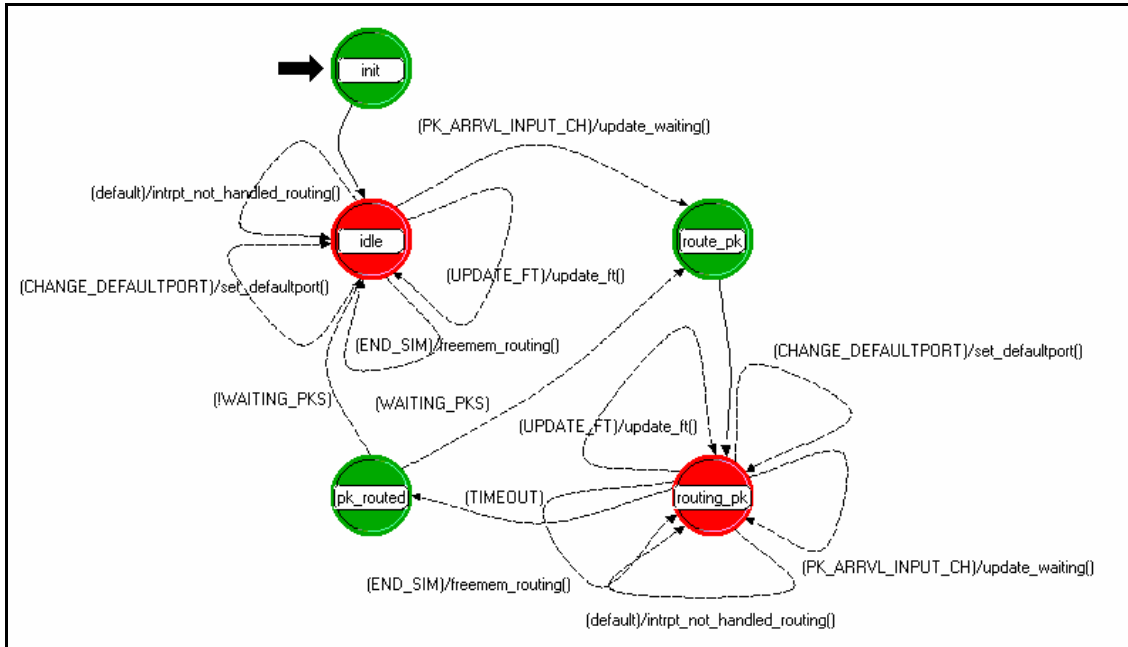 init
(PK_ARRVL_INPUT_CH)/update_waiting()
(default)/intrpt_not_handled_routing()
idle
route_pk
(UPDATE_FT)/update_ft()
(CHANGE_DEFAULTPORT)/set_defaultport()
(END_SIM)/freemem_routing()
(CHANGE_DEFAULTPORT)/set_defaultport()
(!WAITING_PKS)
(WAITING_PKS)
(UPDATE_FT)/update_ft()
pk_routed
(TIMEOUT)
routing_pk
(PK_ARRVL_INPUT_CH)/update_waiting()
(END_SIM)/freemem_routing()
(default)/intrpt_not_handled_routing()